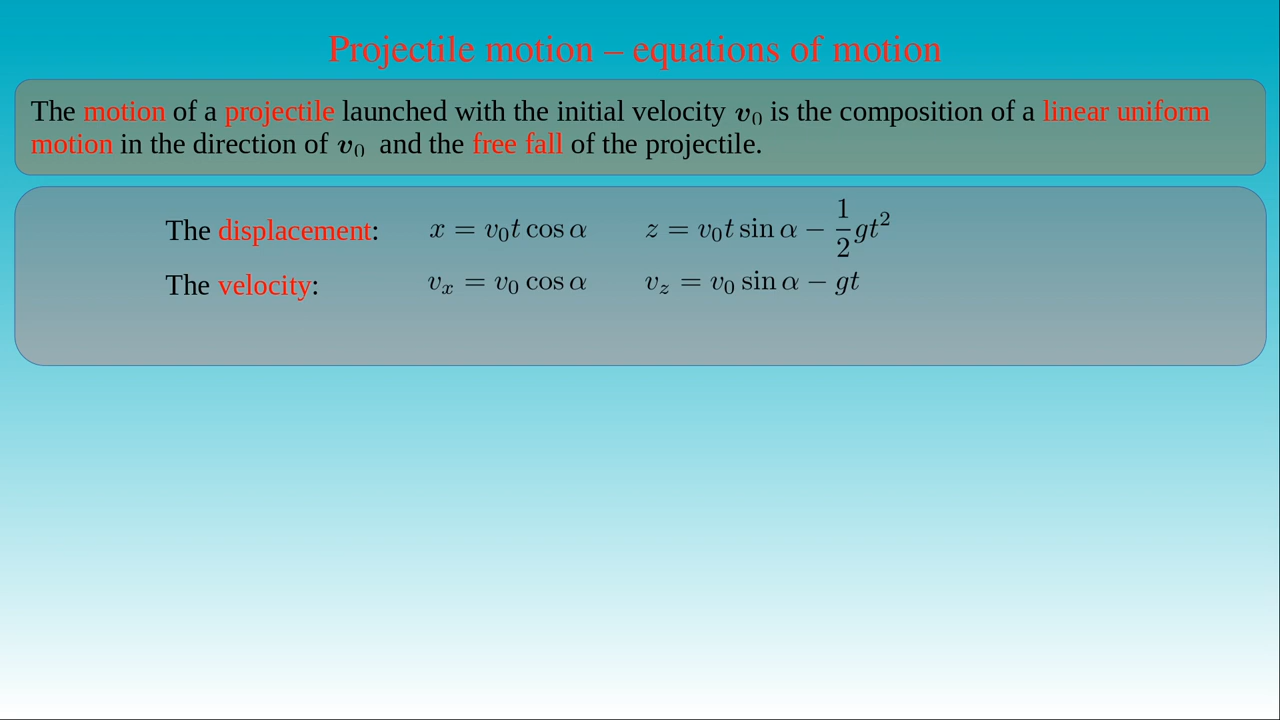 Projectile motion – equations of motion
The motion of a projectile launched with the initial velocity v₀ is the composition of a linear uniform
motion in the direction of v₀ and the free fall of the projectile.
The displacement: x = v₀t cos α z = v₀t sin α − 1/2 gt²
The velocity: vₓ = v₀ cos α v_z = v₀ sin α − gt